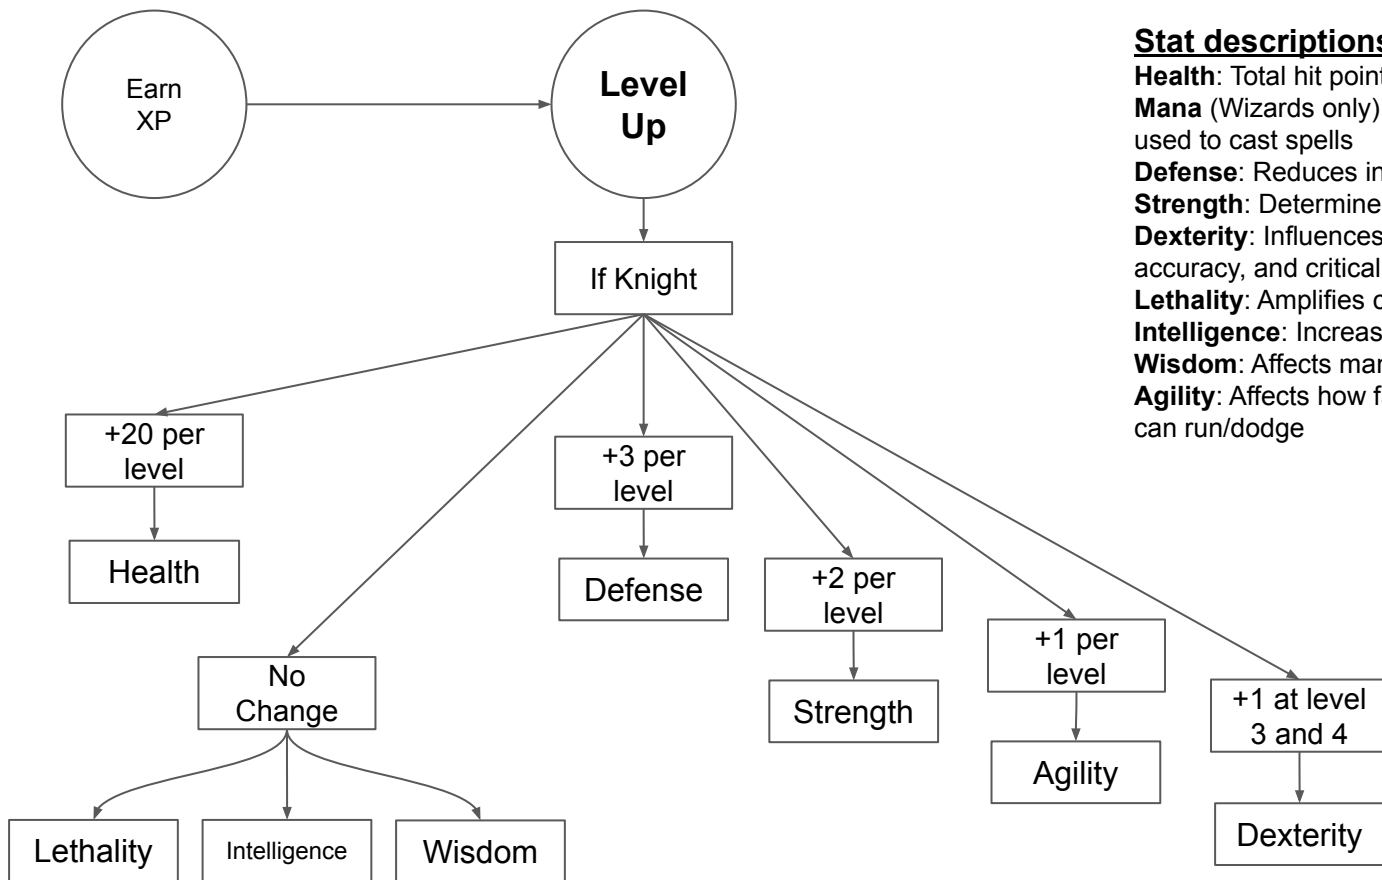 Earn
XP
Level
Up
If Knight
+20 per
level
Health
No
Change
Lethality
Intelligence
Wisdom
+3 per
level
Defense
+2 per
level
Strength
+1 per
level
Agility
+1 at level
3 and 4
Dexterity
Stat descriptions
Health: Total hit point
Mana (Wizards only)
used to cast spells
Defense: Reduces
Strength: Determine
Dexterity: Influences
accuracy, and critical
Lethality: Amplifies
Intelligence: Increas
Wisdom: Affects
Agility: Affects how
can run/dodge